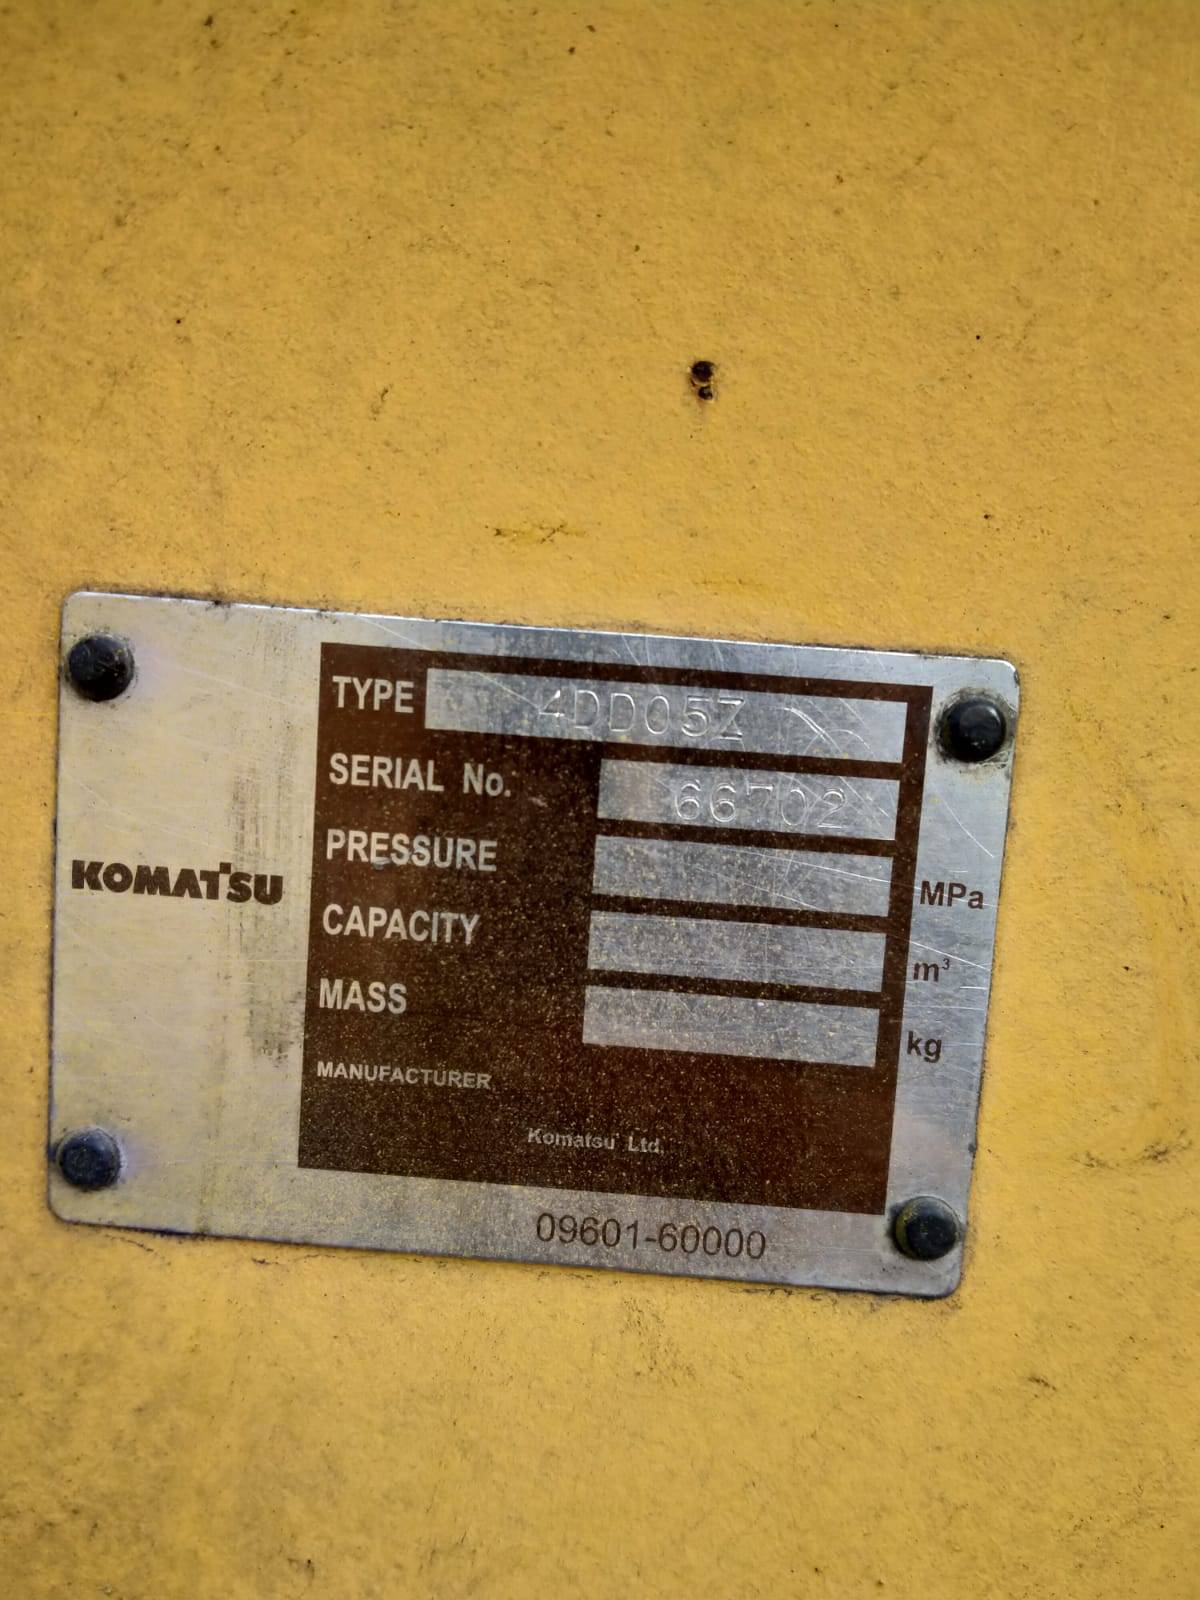 KOMATSU
TYPE 4DD05Z
SERIAL No. 66702
PRESSURE MPa
CAPACITY m³
MASS kg
MANUFACTURER
Komatsu Ltd.
09601-60000